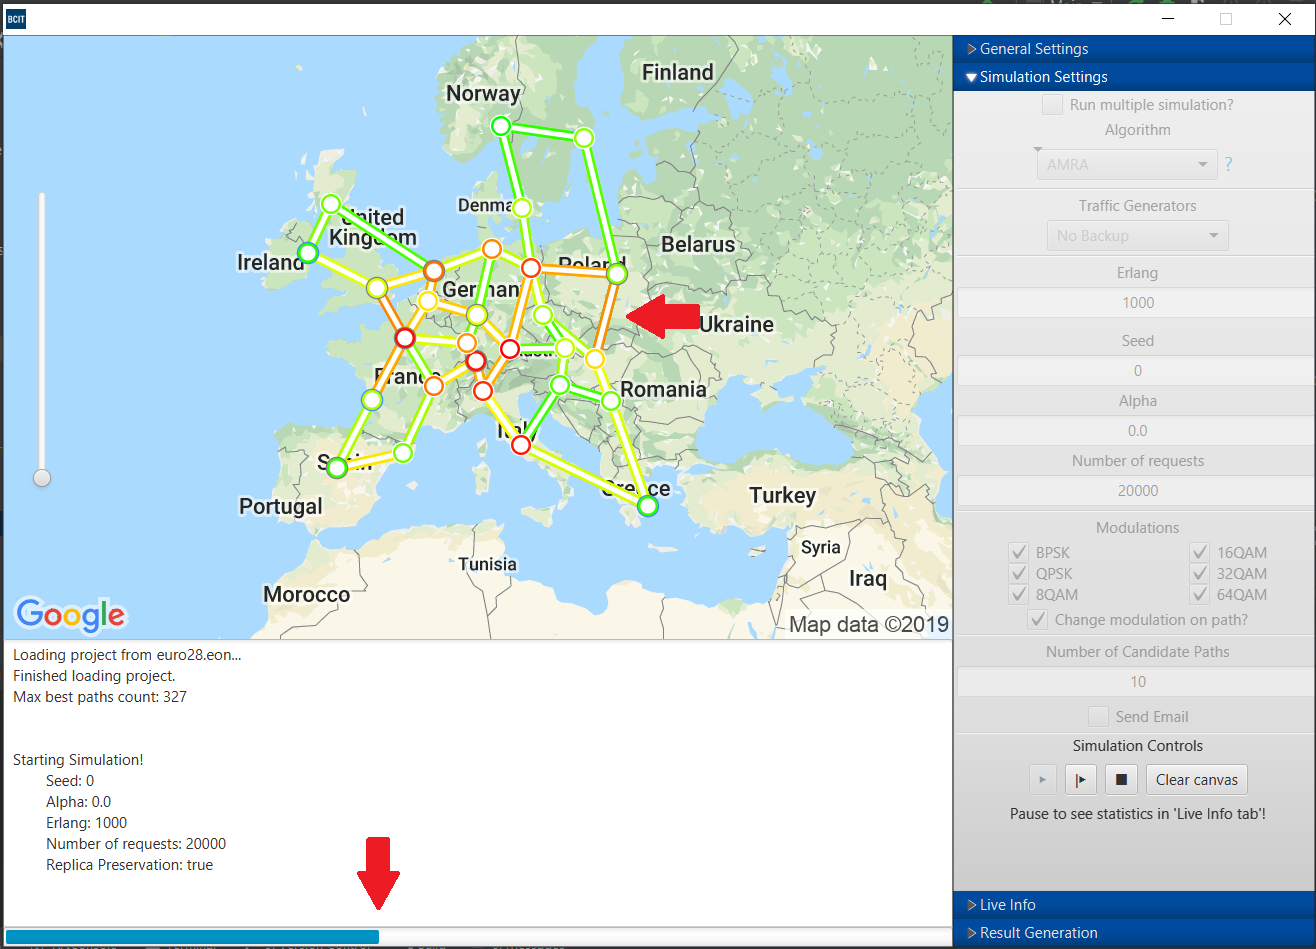 BCIT
Finland
Norway
Denma
United
Kingdom
Ireland
Belarus
Poland
German
Ukraine
Austri
France
Romania
Italy
Spain
Greece
Portugal
Turkey
Tunisia
Syria
Iraq
Morocco
Google
Map data ©2019
Loading project from euro28.eon...
Finished loading project.
Max best paths count: 327
Starting Simulation!
Seed: 0
Alpha: 0.0
Erlang: 1000
Number of requests: 20000
Replica Preservation: true
General Settings
Simulation Settings
Run multiple simulation?
Algorithm
AMRA ?
Traffic Generators
No Backup
Erlang
1000
Seed
0
Alpha
0.0
Number of requests
20000
Modulations
BPSK 16QAM
QPSK 32QAM
8QAM 64QAM
Change modulation on path?
Number of Candidate Paths
10
Send Email
Simulation Controls
Clear canvas
Pause to see statistics in 'Live Info tab'!
Live Info
Result Generation